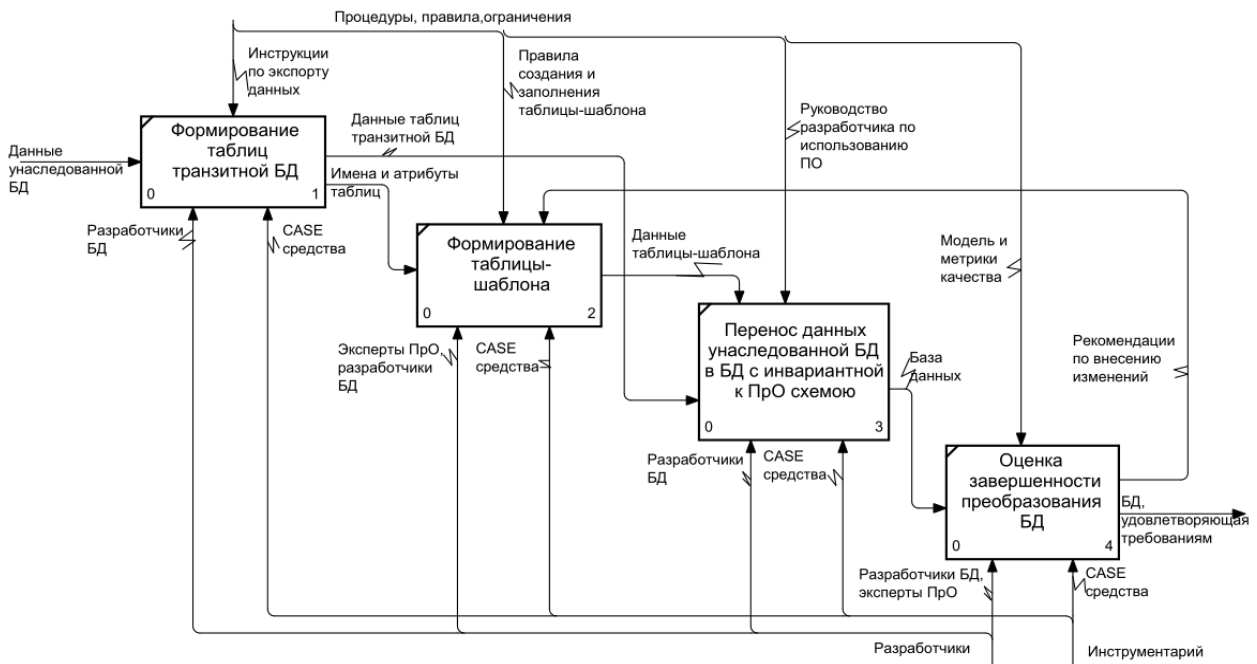 Процедуры, правила,ограничения
Инструкции
по экспорту
данных
Правила
создания и
заполнения
таблицы-шаблона
Руководство
разработчика по
использованию
ПО
Данные
унаследованной
БД
Формирование
таблиц
транзитной БД
0
1
Данные таблиц
транзитной БД
Имена и атрибуты
таблиц
Разработчики
БД
CASE
средства
Формирование
таблицы-
шаблона
0
2
Данные
таблицы-шаблона
Модель и
метрики
качества
Эксперты ПрО,
разработчики
БД
CASE
средства
Перенос данных
унаследованной БД
в БД с инвариантной
к ПрО схемою
0
3
База
данных
Рекомендации
по внесению
изменений
Разработчики
БД
CASE
средства
Оценка
завершенности
преобразования
БД
0
4
БД,
удовлетворяющая
требованиям
Разработчики БД,
эксперты ПрО
CASE
средства
Разработчики
Инструментарий